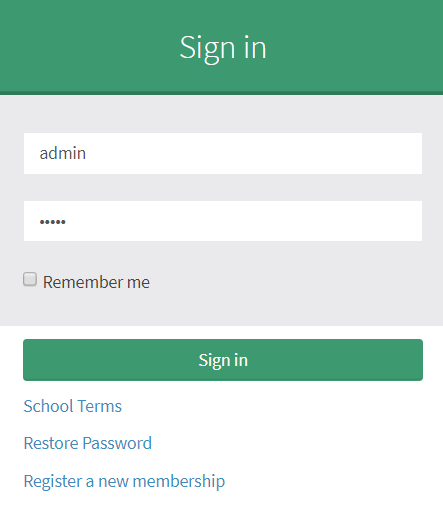 Sign in
admin
•••••
Remember me
Sign in
School Terms
Restore Password
Register a new membership